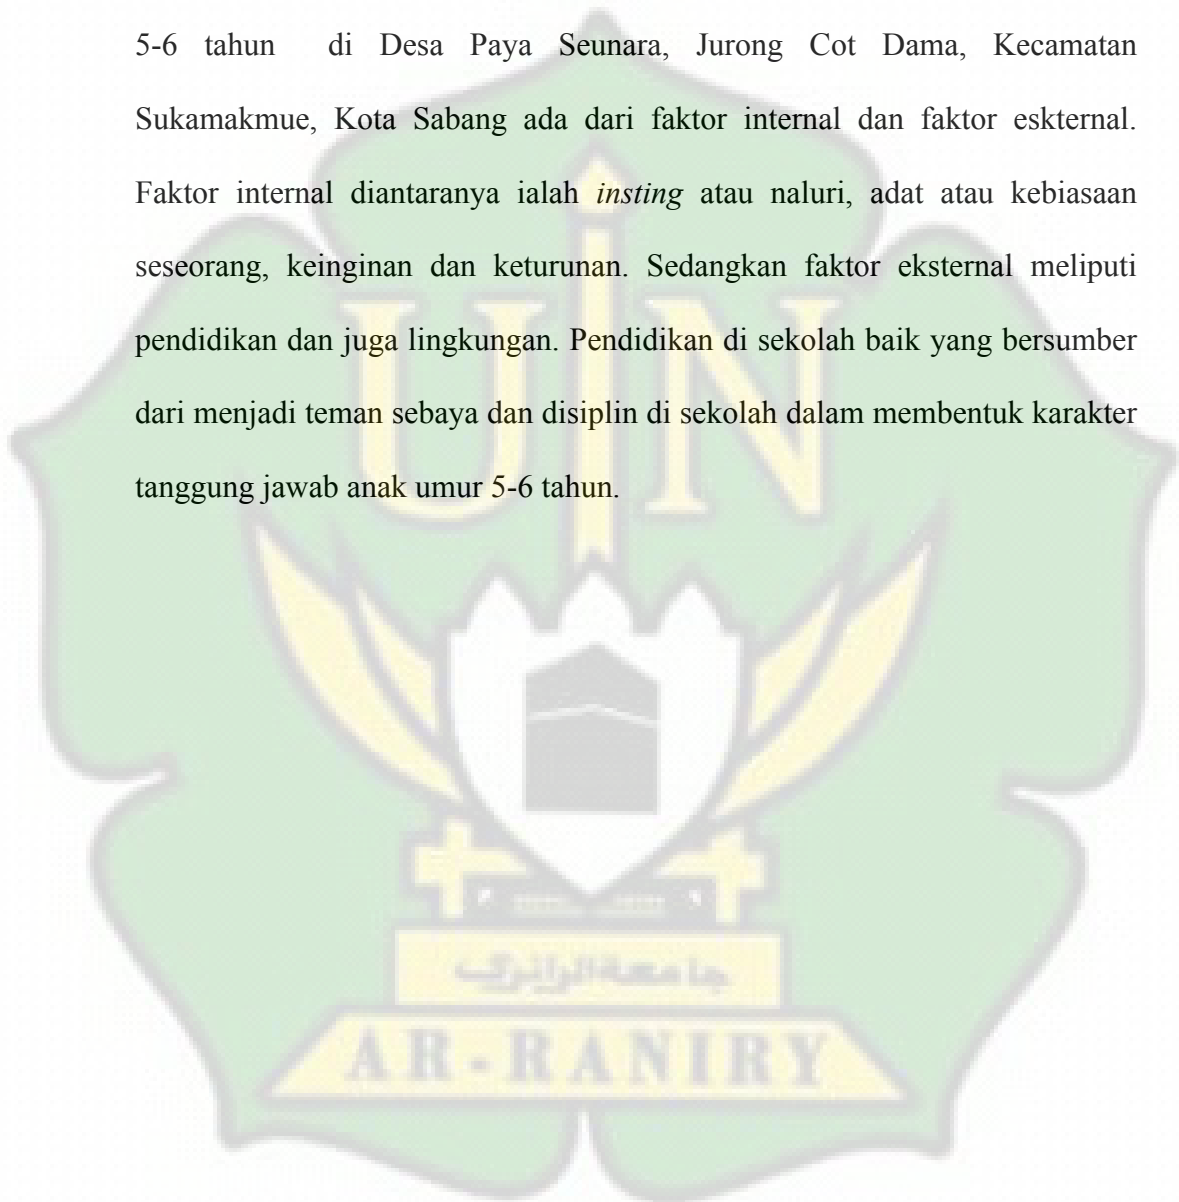 5-6 tahun di Desa Paya Seunara, Jurong Cot Dama, Kecamatan
Sukamakmue, Kota Sabang ada dari faktor internal dan faktor eskternal.
Faktor internal diantaranya ialah insting atau naluri, adat atau kebiasaan
seseorang, keinginan dan keturunan. Sedangkan faktor eksternal meliputi
pendidikan dan juga lingkungan. Pendidikan di sekolah baik yang bersumber
dari menjadi teman sebaya dan disiplin di sekolah dalam membentuk karakter
tanggung jawab anak umur 5-6 tahun.
UIN
جامعة الرانري
AR-RANIRY